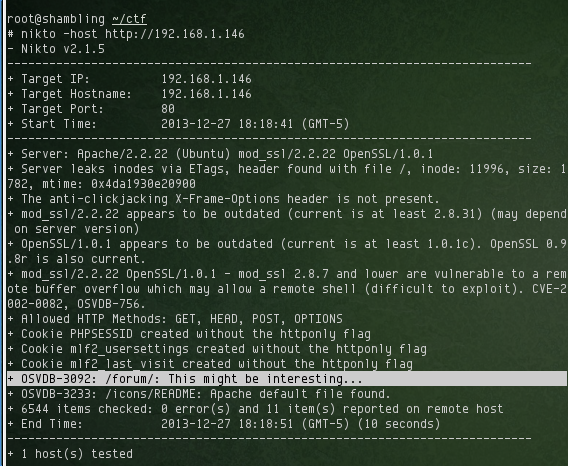 root@shambling ~/ctf
# nikto -host http://192.168.1.146
- Nikto v2.1.5
---------------------------------------------------------------------------
+ Target IP:          192.168.1.146
+ Target Hostname:    192.168.1.146
+ Target Port:        80
+ Start Time:         2013-12-27 18:18:41 (GMT-5)
---------------------------------------------------------------------------
+ Server: Apache/2.2.22 (Ubuntu) mod_ssl/2.2.22 OpenSSL/1.0.1
+ Server leaks inodes via ETags, header found with file /, inode: 11996, size: 1
782, mtime: 0x4da1930e20900
+ The anti-clickjacking X-Frame-Options header is not present.
+ mod_ssl/2.2.22 appears to be outdated (current is at least 2.8.31) (may depend
 on server version)
+ OpenSSL/1.0.1 appears to be outdated (current is at least 1.0.1c). OpenSSL 0.9
.8r is also current.
+ mod_ssl/2.2.22 OpenSSL/1.0.1 - mod_ssl 2.8.7 and lower are vulnerable to a rem
ote buffer overflow which may allow a remote shell (difficult to exploit). CVE-2
002-0082, OSVDB-756.
+ Allowed HTTP Methods: GET, HEAD, POST, OPTIONS
+ Cookie PHPSESSID created without the httponly flag
+ Cookie mlf2_usersettings created without the httponly flag
+ Cookie mlf2_last_visit created without the httponly flag
+ OSVDB-3092: /forum/: This might be interesting...
+ OSVDB-3233: /icons/README: Apache default file found.
+ 6544 items checked: 0 error(s) and 11 item(s) reported on remote host
+ End Time:           2013-12-27 18:18:51 (GMT-5) (10 seconds)
---------------------------------------------------------------------------
+ 1 host(s) tested